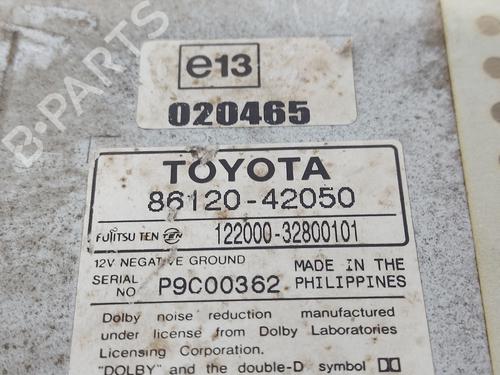 B-PARTS
e13
020465
TOYOTA
86120-42050
FUJITSU TEN TEN 122000-32800101
12V NEGATIVE GROUND
SERIAL NO P9C00362
MADE IN THE PHILIPPINES
Dolby noise reduction manufactured
under license from Dolby Laboratories
Licensing Corporation.
"DOLBY" and the double-D symbol